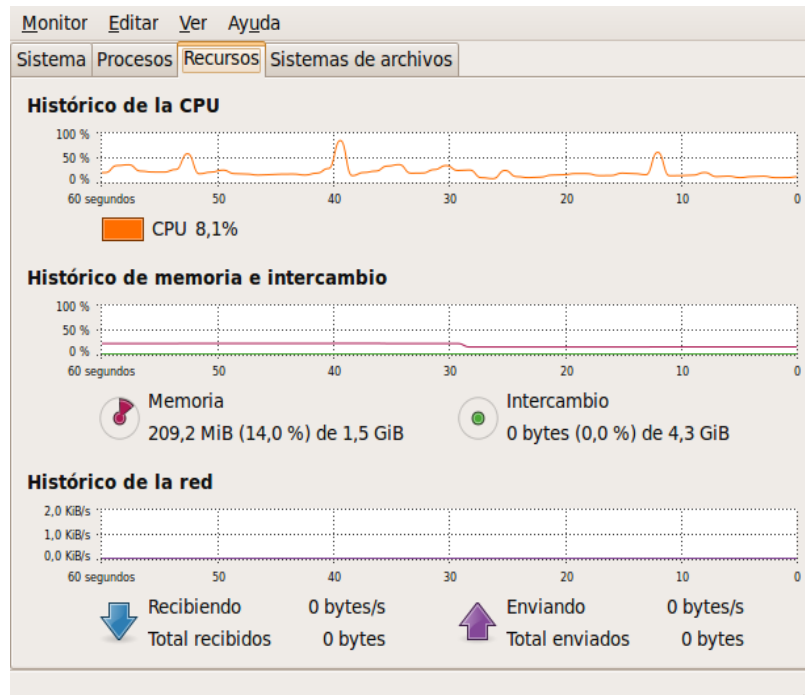 Monitor Editar Ver Ayuda
Sistema Procesos Recursos Sistemas de archivos
Histórico de la CPU
100 %
50 %
0 %
60 segundos 50 40 30 20 10 0
CPU 8,1%
Histórico de memoria e intercambio
100 %
50 %
0 %
60 segundos 50 40 30 20 10 0
Memoria
209,2 MiB (14,0 %) de 1,5 GiB
Intercambio
0 bytes (0,0 %) de 4,3 GiB
Histórico de la red
2,0 KiB/s
1,0 KiB/s
0,0 KiB/s
60 segundos 50 40 30 20 10 0
Recibiendo 0 bytes/s
Total recibidos 0 bytes
Enviando 0 bytes/s
Total enviados 0 bytes